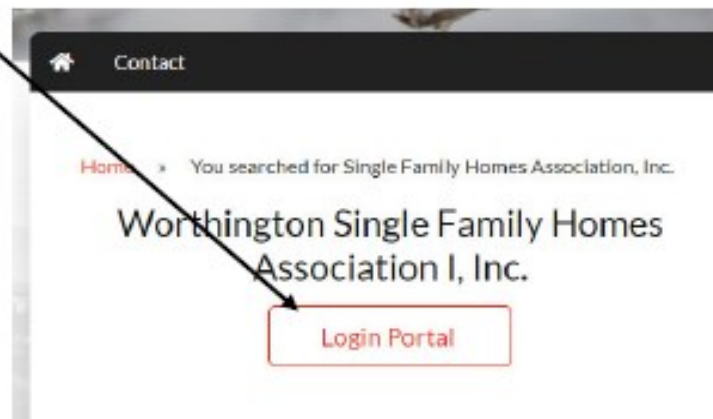 Contact
Home » You searched for Single Family Homes Association, Inc.
Worthington Single Family Homes
Association I, Inc.
Login Portal